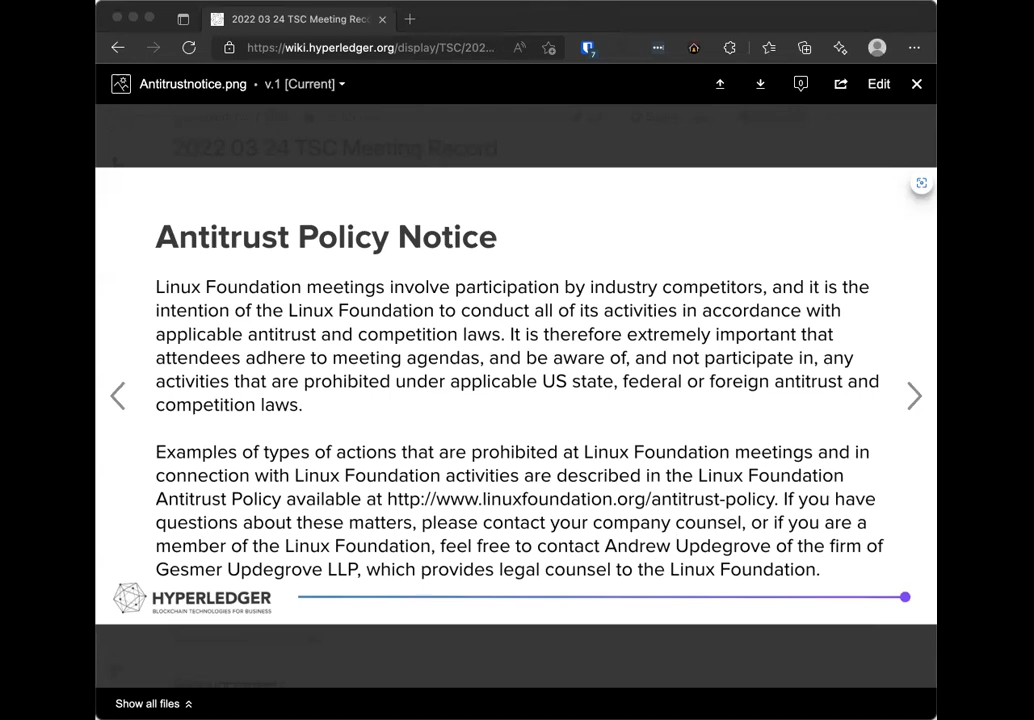 2022 03 24 TSC Meeting Rec
https://wiki.hyperledger.org/display/TSC/202...
7
Antitrustnotice.png • v.1 [Current]
0
Edit
2022 03 24 TSC Meeting Record
Antitrust Policy Notice
Linux Foundation meetings involve participation by industry competitors, and it is the
intention of the Linux Foundation to conduct all of its activities in accordance with
applicable antitrust and competition laws. It is therefore extremely important that
attendees adhere to meeting agendas, and be aware of, and not participate in, any
activities that are prohibited under applicable US state, federal or foreign antitrust and
competition laws.
Examples of types of actions that are prohibited at Linux Foundation meetings and in
connection with Linux Foundation activities are described in the Linux Foundation
Antitrust Policy available at http://www.linuxfoundation.org/antitrust-policy. If you have
questions about these matters, please contact your company counsel, or if you are a
member of the Linux Foundation, feel free to contact Andrew Updegrove of the firm of
Gesmer Updegrove LLP, which provides legal counsel to the Linux Foundation.
HYPERLEDGER
BLOCKCHAIN TECHNOLOGIES FOR BUSINESS
Show all files